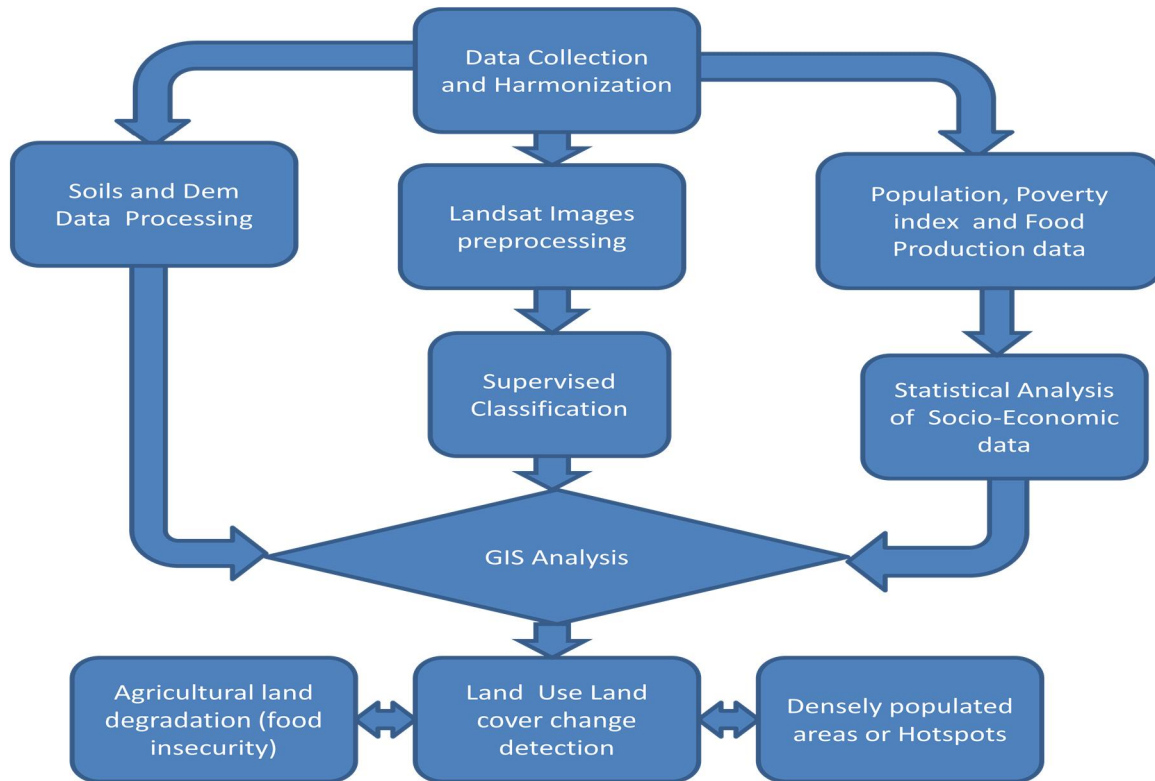 Data Collection
and Harmonization
Soils and Dem
Data Processing
Landsat Images
preprocessing
Population, Poverty
index and Food
Production data
Supervised
Classification
Statistical Analysis
of Socio-Economic
data
GIS Analysis
Agricultural land
degradation (food
insecurity)
Land Use Land
cover change
detection
Densely populated
areas or Hotspots